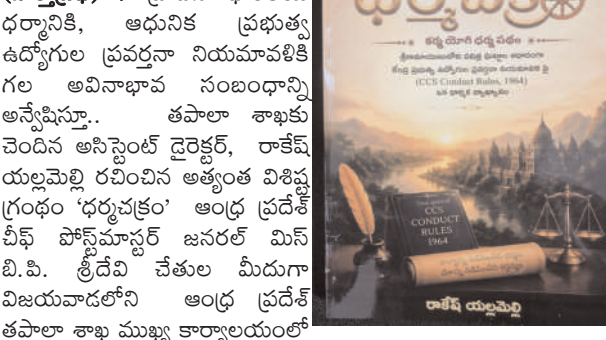 ధర్మానికి, ఆధునిక ప్రభుత్వ
ఉద్యోగుల ప్రవర్తనా నియమావళికి
గల అవినాభావ సంబంధాన్ని
అన్వేషిస్తూ.. తపాలా శాఖకు
చెందిన అసిస్టెంట్ డైరెక్టర్, రాకేష్
యల్లమెల్లి రచించిన అత్యంత విశిష్ట
గ్రంథం ‘ధర్మచక్రం’ ఆంధ్ర ప్రదేశ్
చీఫ్ పోస్ట్‌మాస్టర్ జనరల్ మిస్
బి.పి. శ్రీదేవి చేతుల మీదుగా
విజయవాడలోని ఆంధ్ర ప్రదేశ్
తపాలా శాఖ ముఖ్య కార్యాలయంలో
ధర్మచక్రం
కర్మ యోగి ధర్మ పథం
(CCS Conduct Rules, 1964)
CCS
CONDUCT
RULES
1964
రాకేష్ యల్లమెల్లి